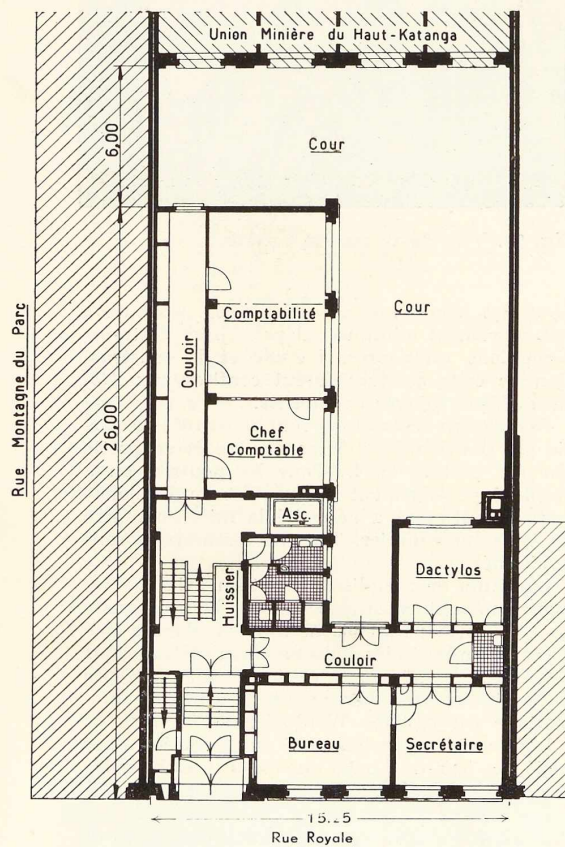 Union Minière du Haut-Katanga
6,00
Cour
Rue Montagne du Parc
26,00
Couloir
Comptabilité
Cour
Chef
Comptable
Asc.
Huissier
Dactylos
Couloir
Bureau
Secrétaire
Rue Royale